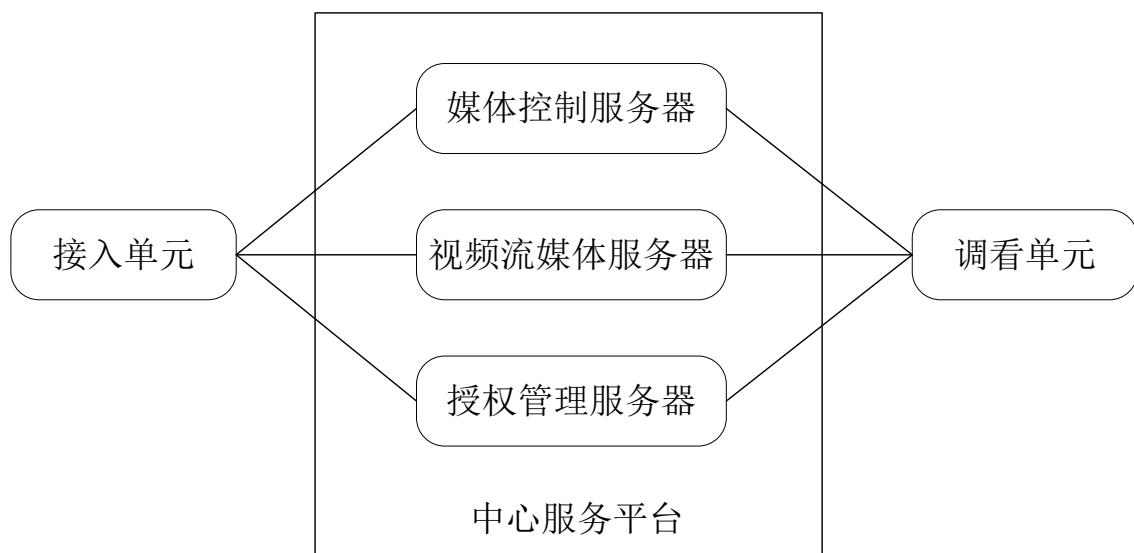 媒体控制服务器
接入单元
视频流媒体服务器
调看单元
授权管理服务器
中心服务平台